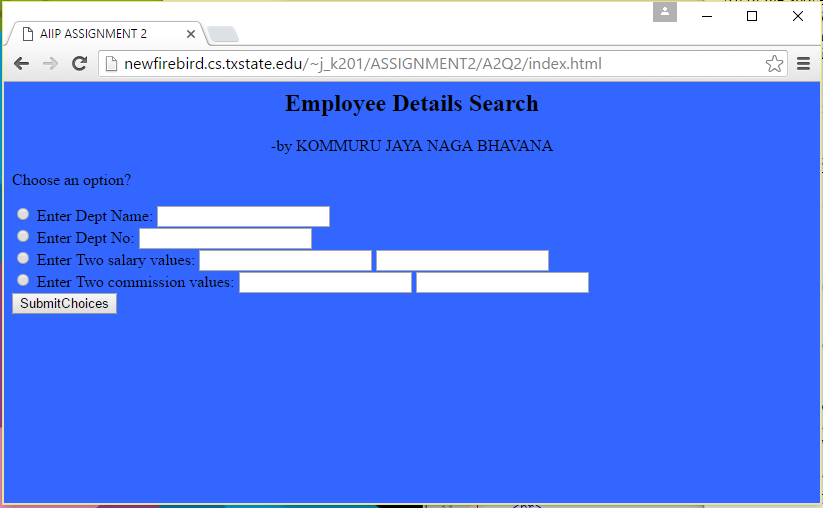 AIIP ASSIGNMENT 2
newfirebird.cs.txstate.edu/~j_k201/ASSIGNMENT2/A2Q2/index.html
Employee Details Search
-by KOMMURU JAYA NAGA BHAVANA
Choose an option?
Enter Dept Name:
Enter Dept No:
Enter Two salary values:
Enter Two commission values:
SubmitChoices